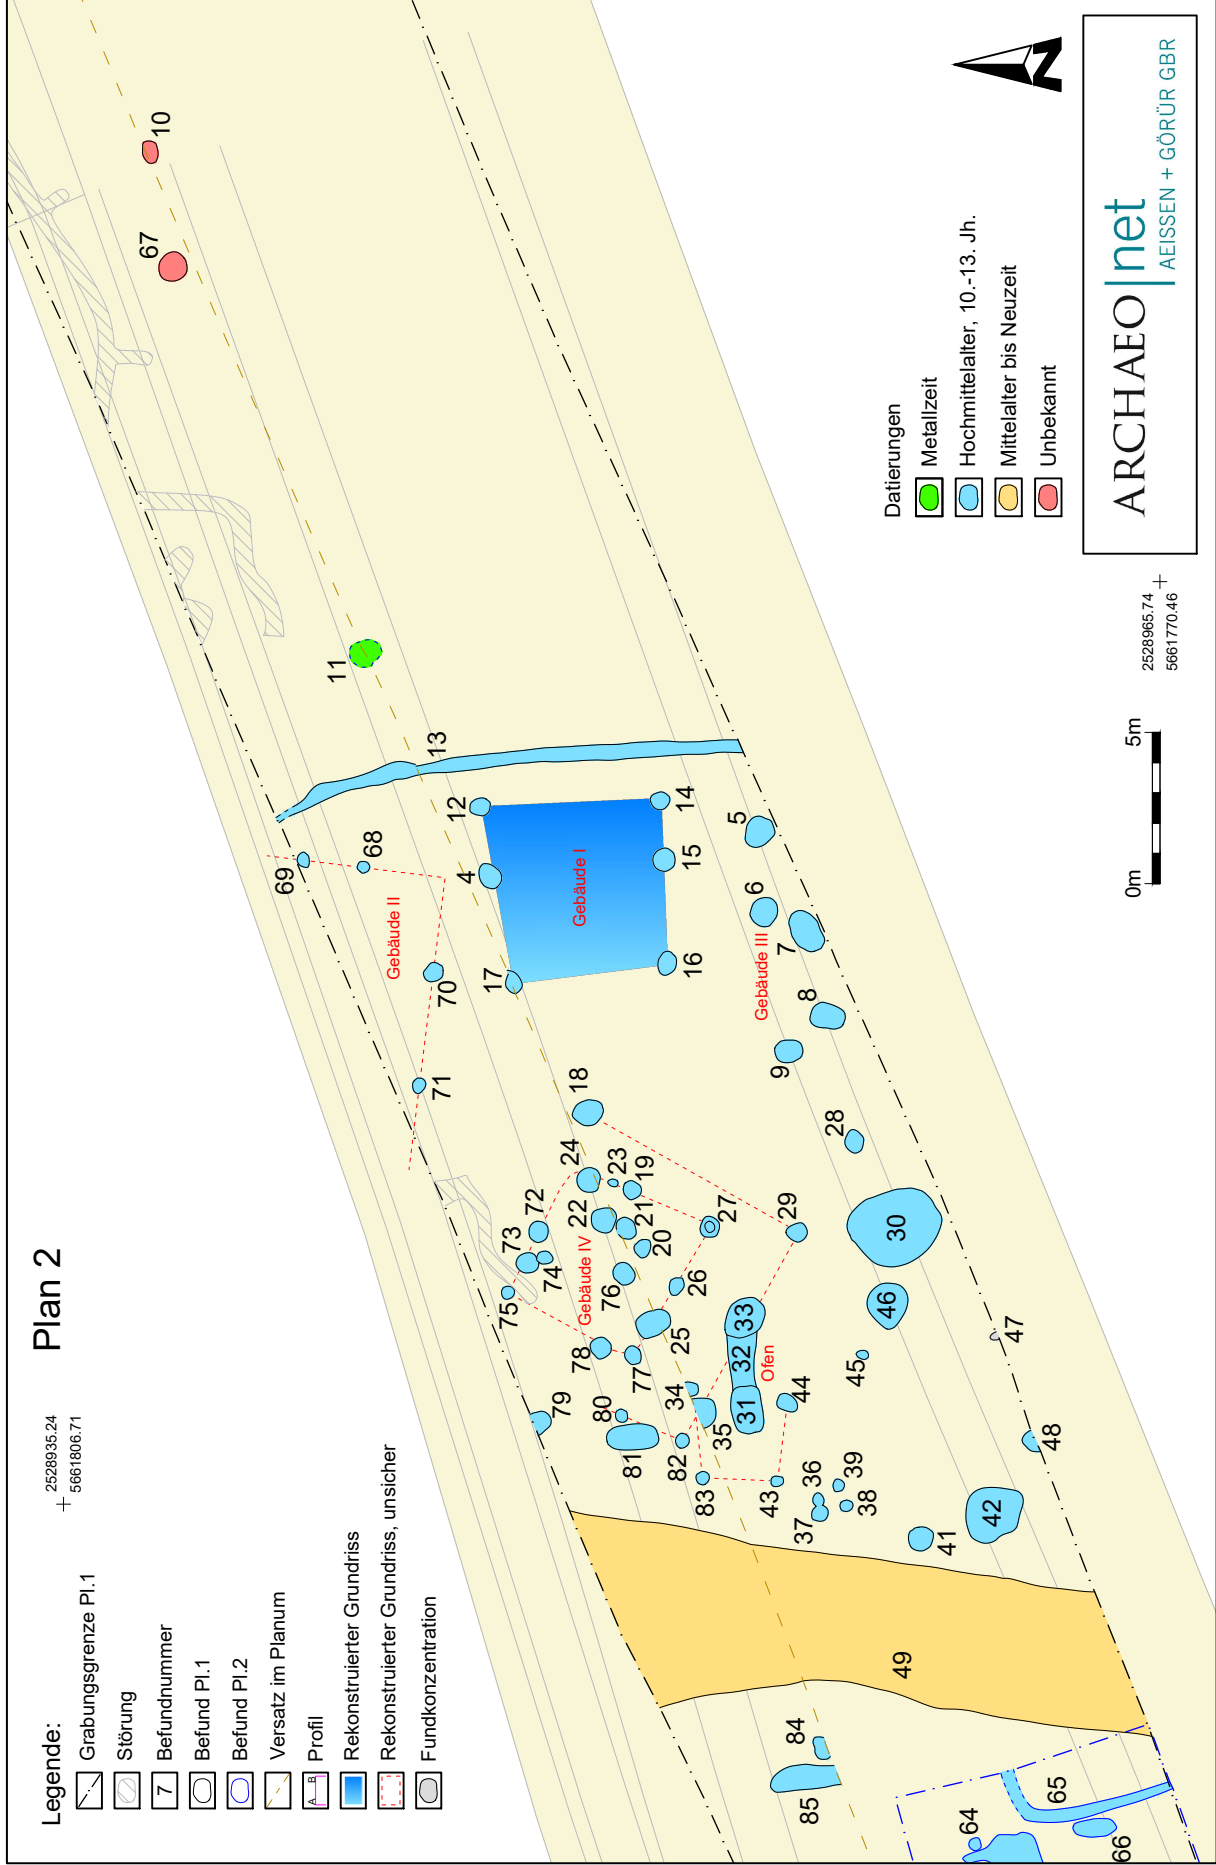 Plan 2
2528935.24
5661806.71
Legende:
Grabungsgrenze Pl.1
Störung
7 Befundnummer
Befund Pl.1
Befund Pl.2
Versatz im Planum
A B Profil
Rekonstruierter Grundriss
Rekonstruierter Grundriss, unsicher
Fundkonzentration
10
67
11
13
12
69
68
Gebäude II
4
Gebäude I
14
15
5
70
17
16
6
Gebäude III
7
8
71
9
18
28
24
23
19
72
22
21
27
29
30
73
74
20
75
Gebäude IV
76
26
46
78
25
33
47
77
32
Ofen
45
79
34
44
80
31
81
35
48
82
83
43
36
39
37
38
42
41
49
84
85
65
64
66
0m
5m
2528965.74
5661770.46
Datierungen
Metallzeit
Hochmittelalter, 10.-13. Jh.
Mittelalter bis Neuzeit
Unbekannt
N
ARCHAEO|net
AEISSEN + GÖRÜR GBR